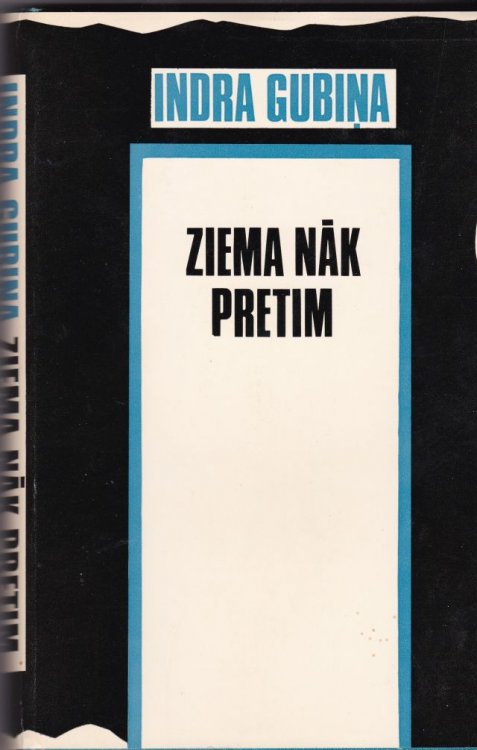 INDRA GUBIŅA
ZIEMA NĀK
PRETIM
INDRA GUBIŅA ZIEMA NĀK PRETIM